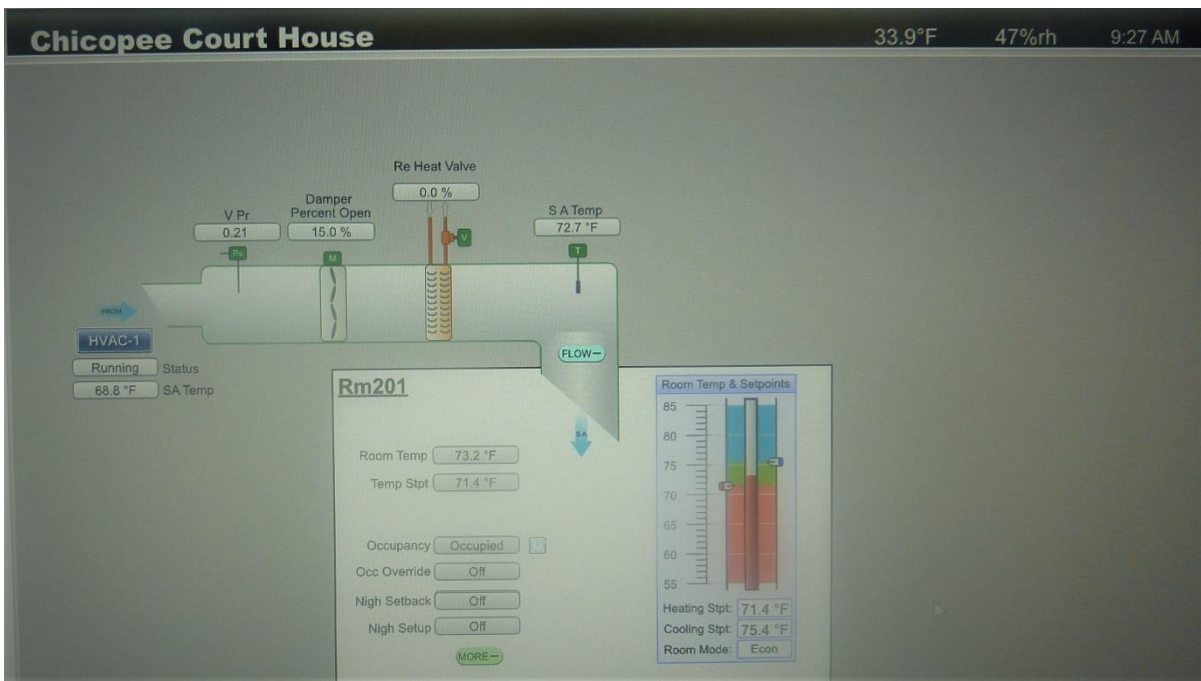 Chicopee Court House
33.9°F 47%rh 9:27 AM
Re Heat Valve
0.0 %
Damper
Percent Open
15.0 %
V Pr
0.21
S A Temp
72.7 °F
Ps
M
V
T
FROM
HVAC-1
Running Status
68.8 °F SA Temp
FLOW
SA
Rm201
Room Temp 73.2 °F
Temp Stpt 71.4 °F
Occupancy Occupied
Occ Override Off
Nigh Setback Off
Nigh Setup Off
MORE
Room Temp & Setpoints
85
80
75
70
65
60
55
Heating Stpt: 71.4 °F
Cooling Stpt: 75.4 °F
Room Mode: Econ